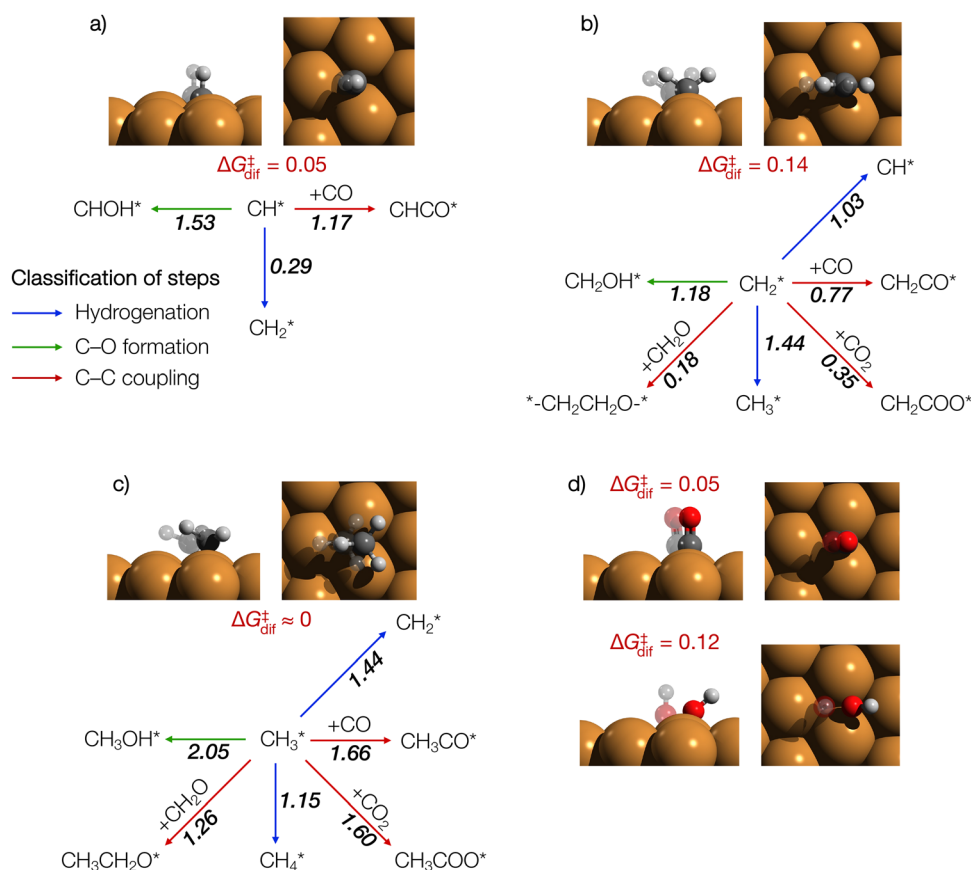 a)
ΔG‡dif = 0.05
+CO
CHOH*
CH*
CHCO*
1.53
1.17
0.29
CH2*
Classification of steps
Hydrogenation
C–O formation
C–C coupling
b)
ΔG‡dif = 0.14
CH*
1.03
+CO
CH2OH*
CH2*
CH2CO*
1.18
0.77
+CH2O
0.18
1.44
+CO2
0.35
*-CH2CH2O-*
CH3*
CH2COO*
c)
ΔG‡dif ≈ 0
CH2*
1.44
+CO
CH3OH*
CH3*
CH3CO*
2.05
1.66
+CH2O
1.26
1.15
+CO2
1.60
CH3CH2O*
CH4*
CH3COO*
d)
ΔG‡dif = 0.05
ΔG‡dif = 0.12